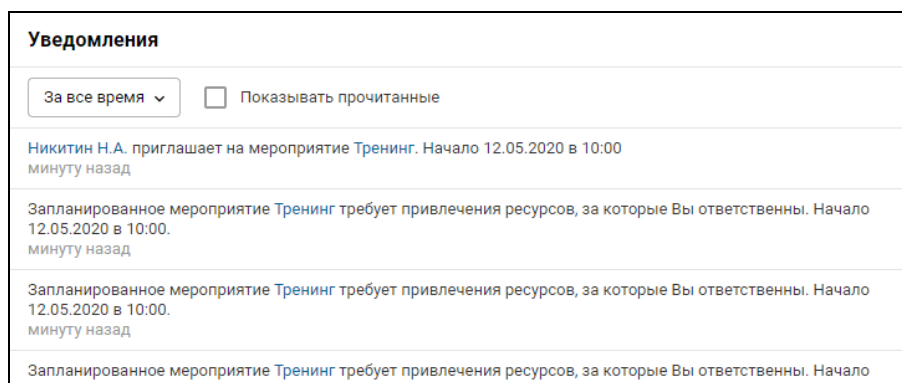 Уведомления
За все время
Показывать прочитанные
Никитин Н.А. приглашает на мероприятие Тренинг. Начало 12.05.2020 в 10:00
минуту назад
Запланированное мероприятие Тренинг требует привлечения ресурсов, за которые Вы ответственны. Начало
12.05.2020 в 10:00.
минуту назад
Запланированное мероприятие Тренинг требует привлечения ресурсов, за которые Вы ответственны. Начало
12.05.2020 в 10:00.
минуту назад
Запланированное мероприятие Тренинг требует привлечения ресурсов, за которые Вы ответственны. Начало